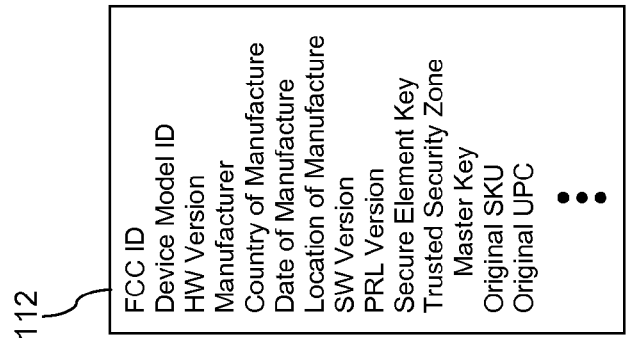 112
FCC ID
Device Model ID
HW Version
Manufacturer
Country of Manufacture
Date of Manufacture
Location of Manufacture
SW Version
PRL Version
Secure Element Key
Trusted Security Zone
Master Key
Original SKU
Original UPC